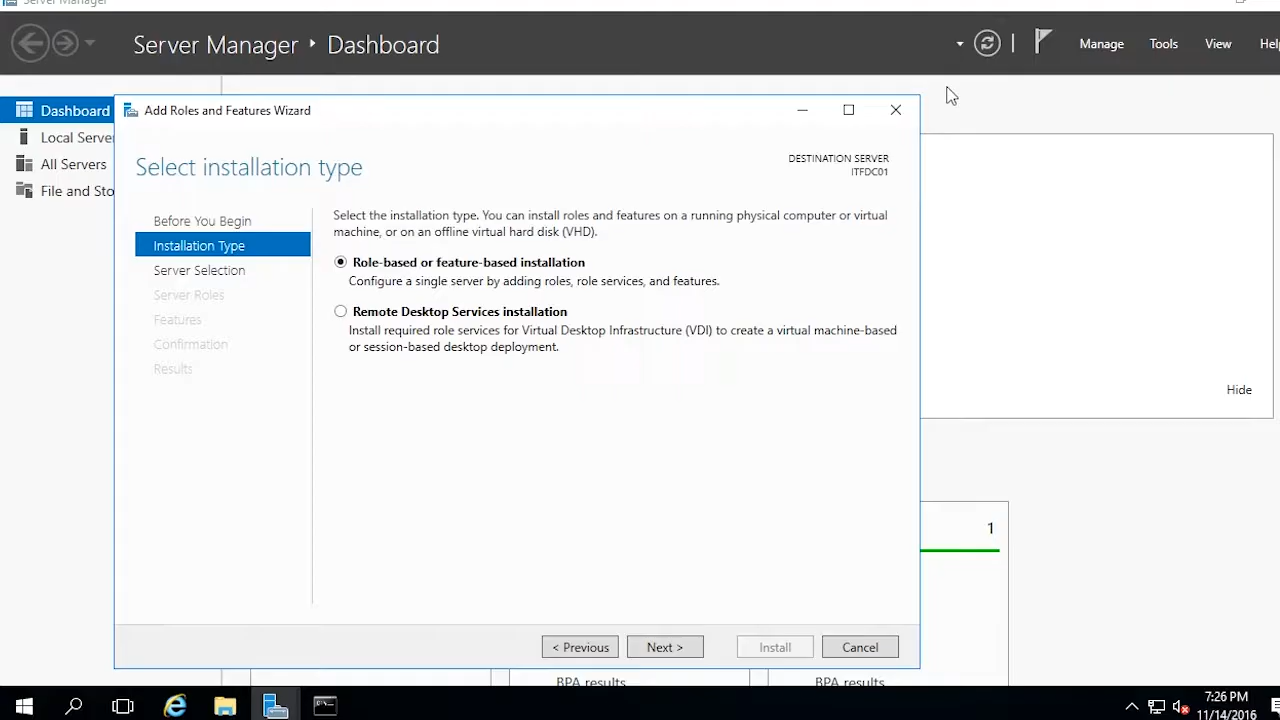 Server Manager
Server Manager ‣ Dashboard
Manage Tools View Hel
Dashboard
Local Server
All Servers
File and Sto
Add Roles and Features Wizard
Select installation type
DESTINATION SERVER
ITFDC01
Before You Begin
Installation Type
Server Selection
Server Roles
Features
Confirmation
Results
Select the installation type. You can install roles and features on a running physical computer or virtual
machine, or on an offline virtual hard disk (VHD).
Role-based or feature-based installation
Configure a single server by adding roles, role services, and features.
Remote Desktop Services installation
Install required role services for Virtual Desktop Infrastructure (VDI) to create a virtual machine-based
or session-based desktop deployment.
Hide
1
< Previous
Next >
Install
Cancel
BPA results
BPA results
7:26 PM
11/14/2016